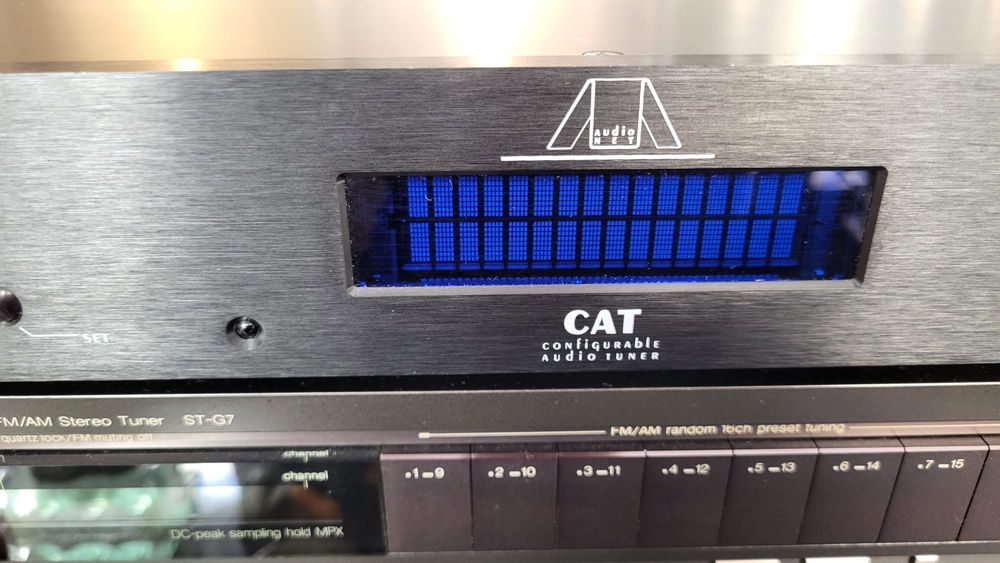 Audio
NET
SET
CAT
configurable
audio tuner
FM/AM Stereo Tuner ST-G7
quartz lock/FM muting off
FM/AM random 16ch preset tuning
channel
channel
1 9
2 10
3 11
4 12
5 13
6 14
7 15
DC-peak sampling hold MPX